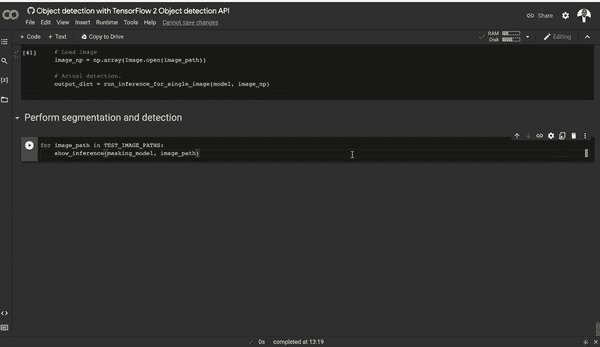 Object detection with TensorFlow 2 Object detection API
File Edit View Insert Runtime Tools Help Cannot save changes
Share
+ Code + Text Copy to Drive
RAM
Disk
Editing
[41] # Load image
image_np = np.array(Image.open(image_path))
# Actual detection.
output_dict = run_inference_for_single_image(model, image_np)
Perform segmentation and detection
for image_path in TEST_IMAGE_PATHS:
show_inference(masking_model, image_path)
0s completed at 13:19